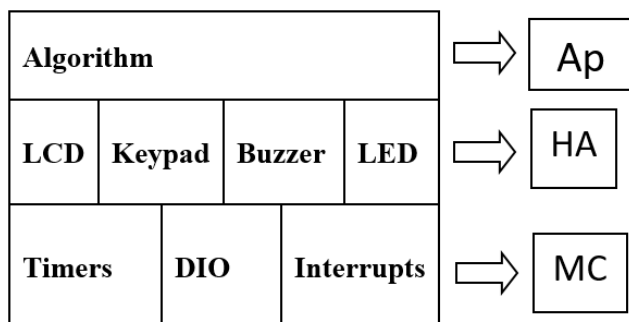 Algorithm
Ap
LCD Keypad Buzzer LED
HA
Timers DIO Interrupts
MC